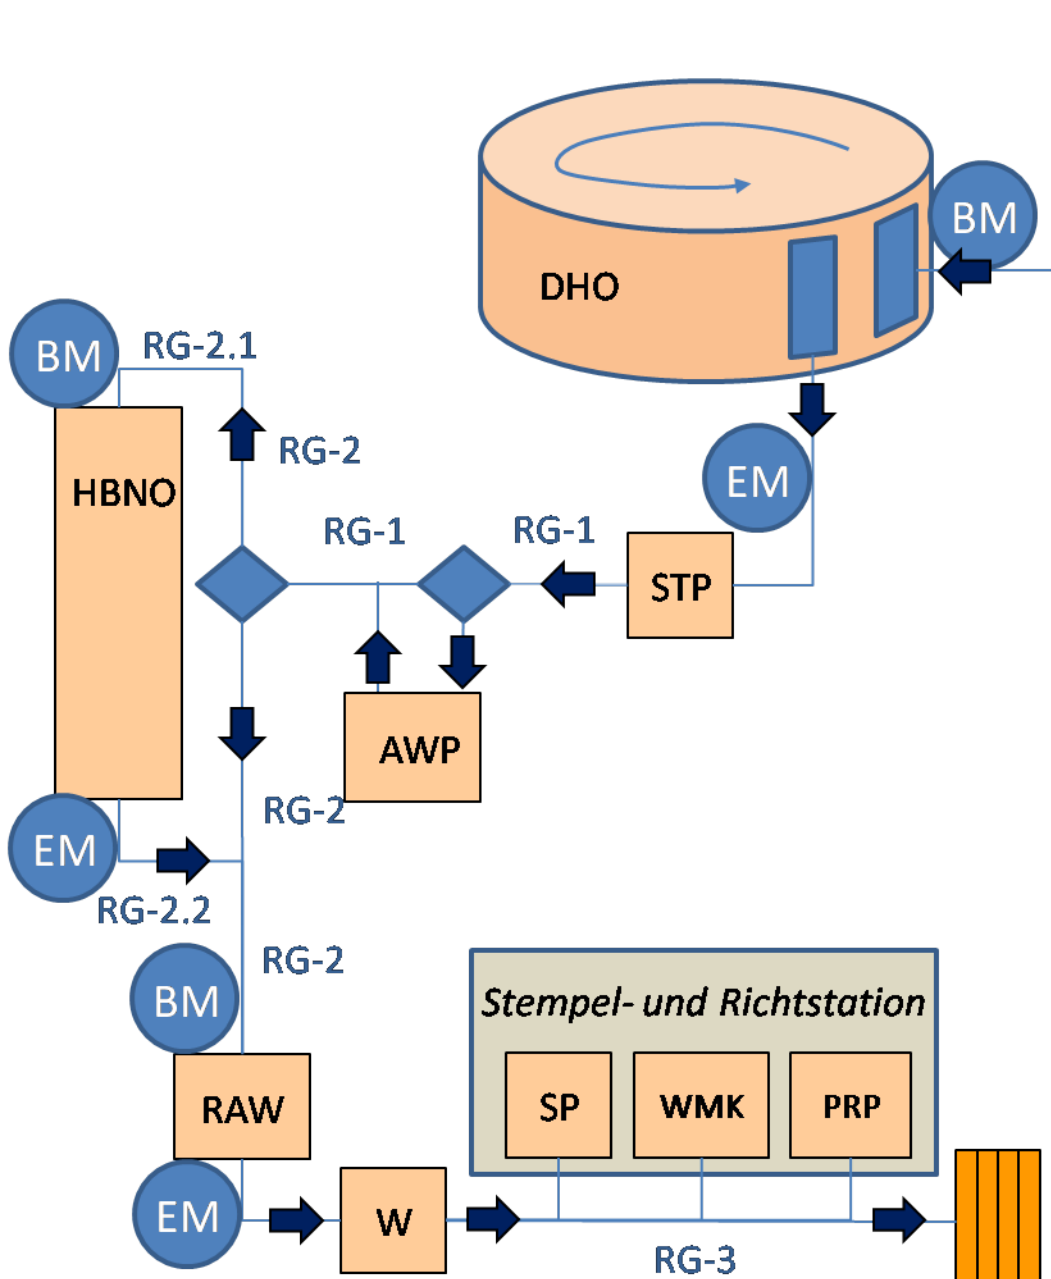 BM
DHO
BM
RG-2.1
RG-2
EM
HBNO
RG-1
RG-1
STP
AWP
RG-2
EM
RG-2.2
RG-2
BM
Stempel- und Richtstation
RAW
SP
WMK
PRP
EM
W
RG-3